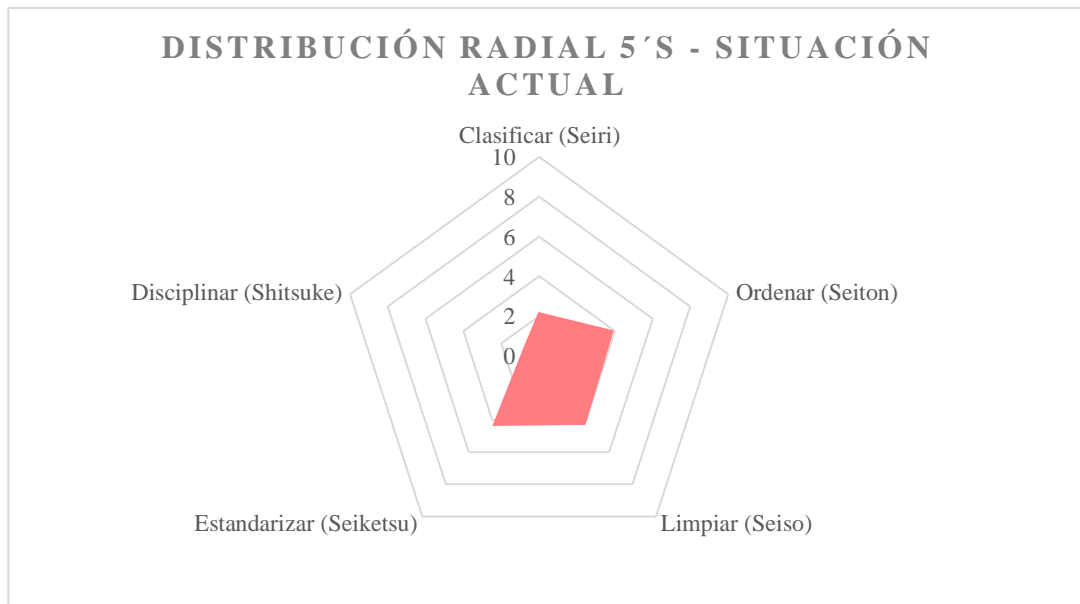 DISTRIBUCIÓN RADIAL 5´S - SITUACIÓN
ACTUAL
Clasificar (Seiri)
10
8
6
4
2
0
Disciplinar (Shitsuke)
Ordenar (Seiton)
Estandarizar (Seiketsu)
Limpiar (Seiso)